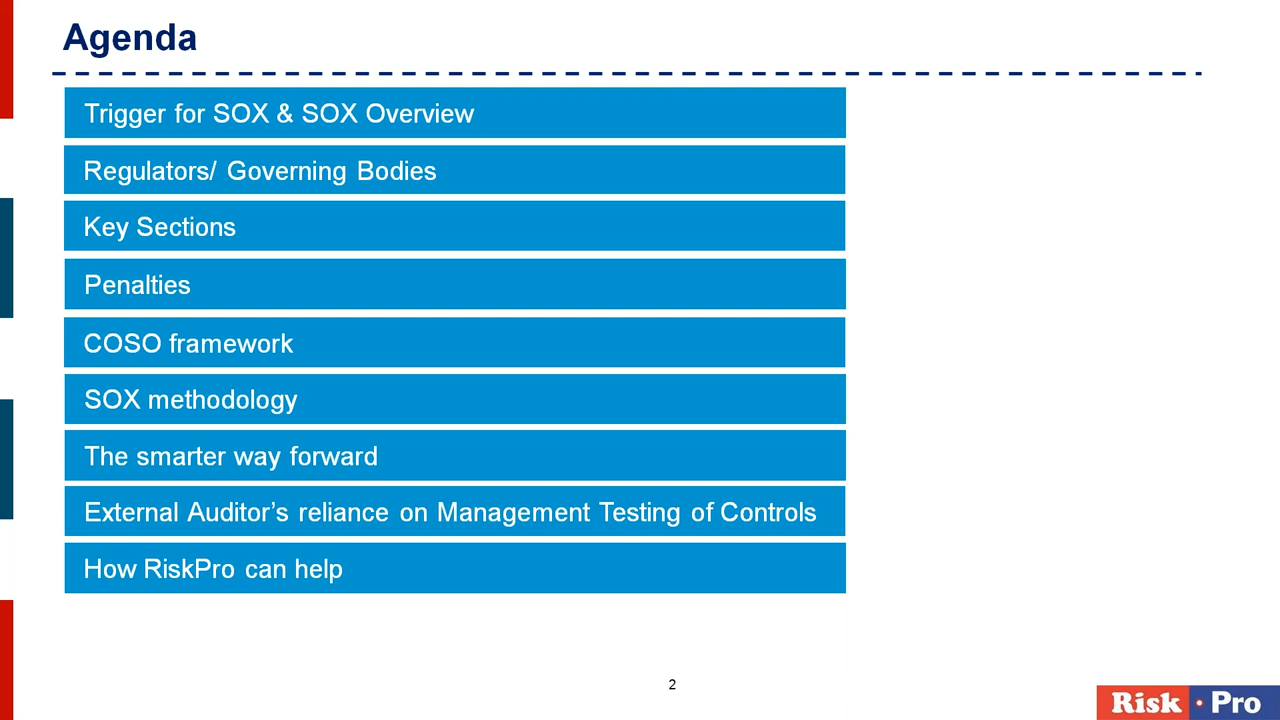 Agenda
Trigger for SOX & SOX Overview
Regulators/ Governing Bodies
Key Sections
Penalties
COSO framework
SOX methodology
The smarter way forward
External Auditor’s reliance on Management Testing of Controls
How RiskPro can help
2
Risk • Pro